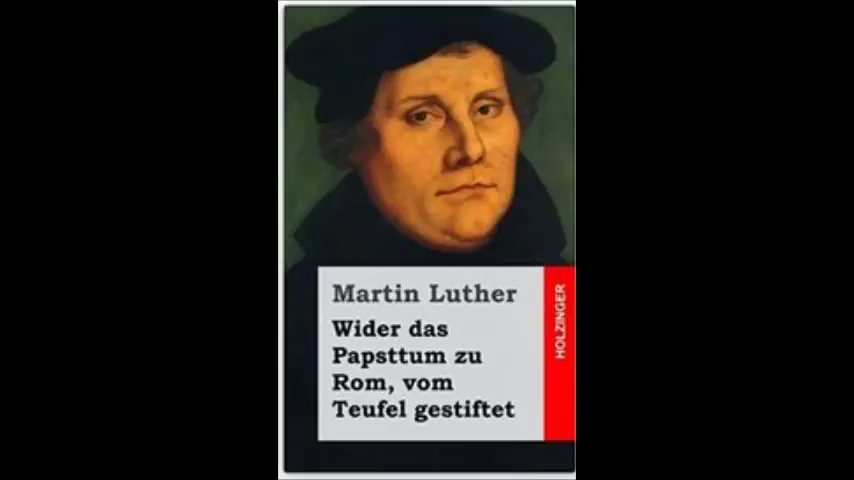 Martin Luther
Wider das
Papsttum zu
Rom, vom
Teufel gestiftet
HOLZINGER